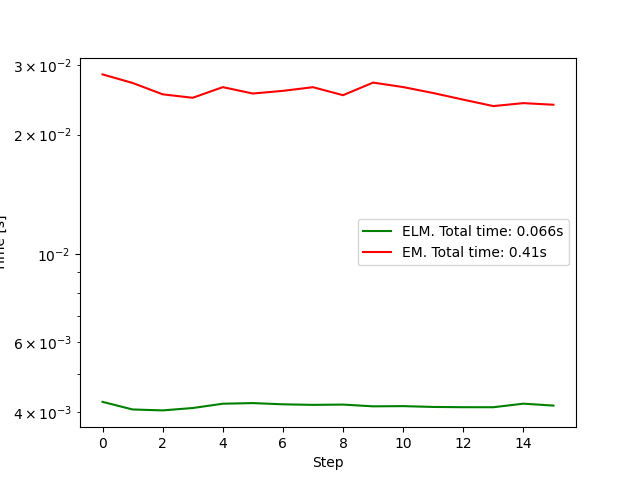 3 × 10⁻²
2 × 10⁻²
10⁻²
6 × 10⁻³
4 × 10⁻³
Time [s]
ELM. Total time: 0.066s
EM. Total time: 0.41s
0 2 4 6 8 10 12 14
Step